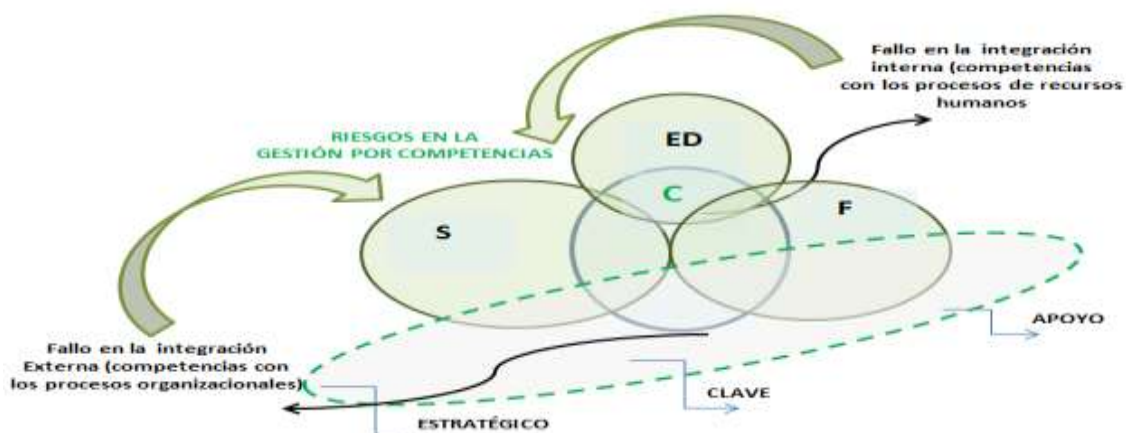 Fallo en la integración
interna (competencias
con los procesos de recursos
humanos
RIESGOS EN LA
GESTIÓN POR COMPETENCIAS
ED
C
S
F
Fallo en la integración
Externa (competencias con
los procesos organizacionales)
APOYO
CLAVE
ESTRATÉGICO